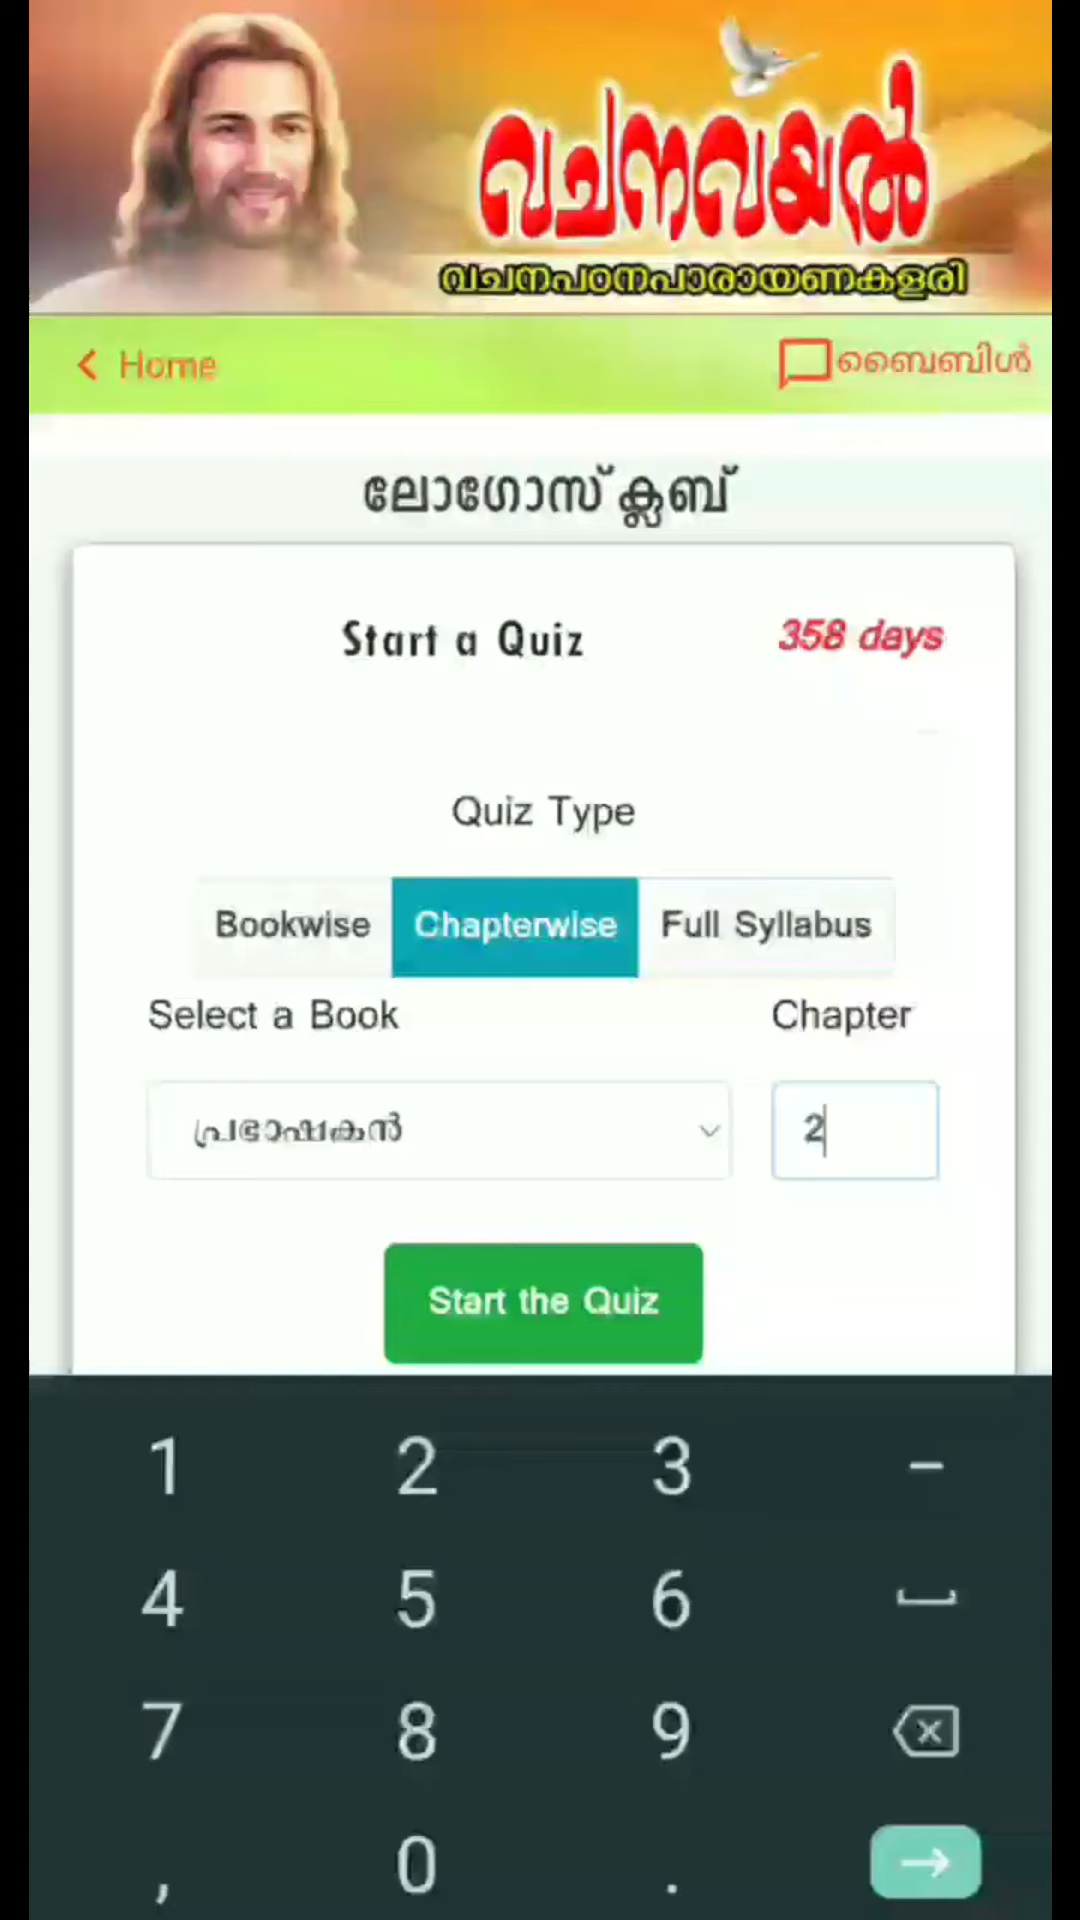 വചനവയൽ
വചനപഠനപാരായണകളരി
Home
ബൈബിൾ
ലോഗോസ് ക്ലബ്
Start a Quiz
358 days
Quiz Type
Bookwise Chapterwise Full Syllabus
Select a Book Chapter
പ്രഭാഷകൻ 2
Start the Quiz
1 2 3 –
4 5 6
7 8 9
, 0 .